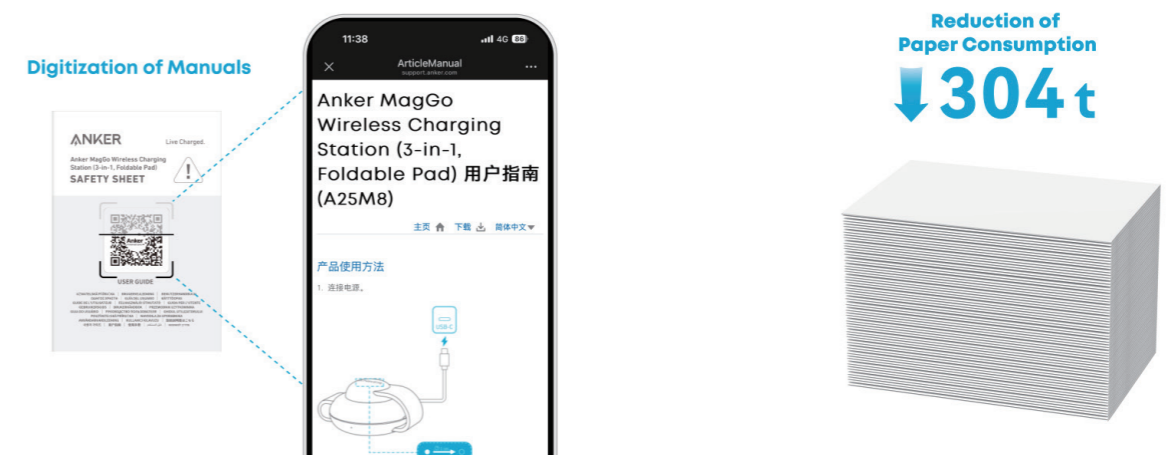 Digitization of Manuals
ANKER
Live Charged.
Anker MagGo Wireless Charging
Station (3-in-1, Foldable Pad)
SAFETY SHEET
Anker
USER GUIDE
11:38
4G 86
ArticleManual
support.anker.com
Anker MagGo
Wireless Charging
Station (3-in-1,
Foldable Pad) 用户指南
(A25M8)
主页 下载 简体中文
产品使用方法
1. 连接电源。
USB-C
Reduction of
Paper Consumption
304 t